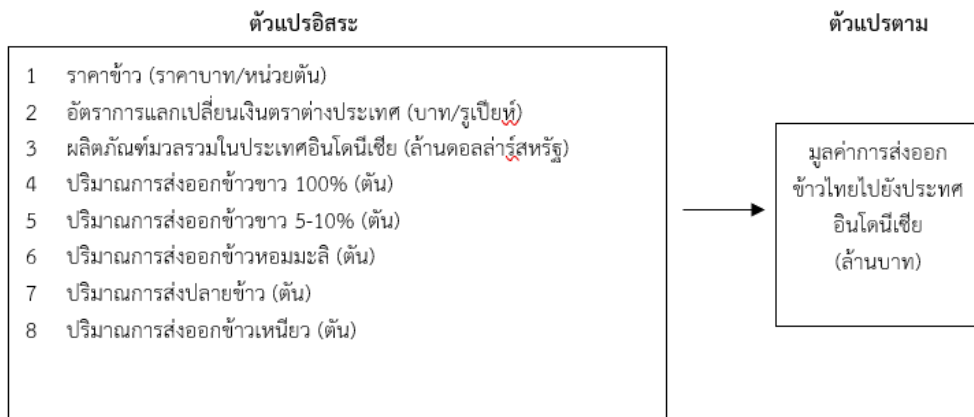 ตัวแปรอิสระ
ตัวแปรตาม
1 ราคาข้าว (ราคาบาท/หน่วยตัน)
2 อัตราการแลกเปลี่ยนเงินตราต่างประเทศ (บาท/รูเปียห์)
3 ผลิตภัณฑ์มวลรวมในประเทศอินโดนีเซีย (ล้านดอลล่าร์สหรัฐ)
4 ปริมาณการส่งออกข้าวขาว 100% (ตัน)
5 ปริมาณการส่งออกข้าวขาว 5-10% (ตัน)
6 ปริมาณการส่งออกข้าวหอมมะลิ (ตัน)
7 ปริมาณการส่งปลายข้าว (ตัน)
8 ปริมาณการส่งออกข้าวเหนียว (ตัน)
มูลค่าการส่งออก
ข้าวไทยไปยังประทศ
อินโดนีเซีย
(ล้านบาท)